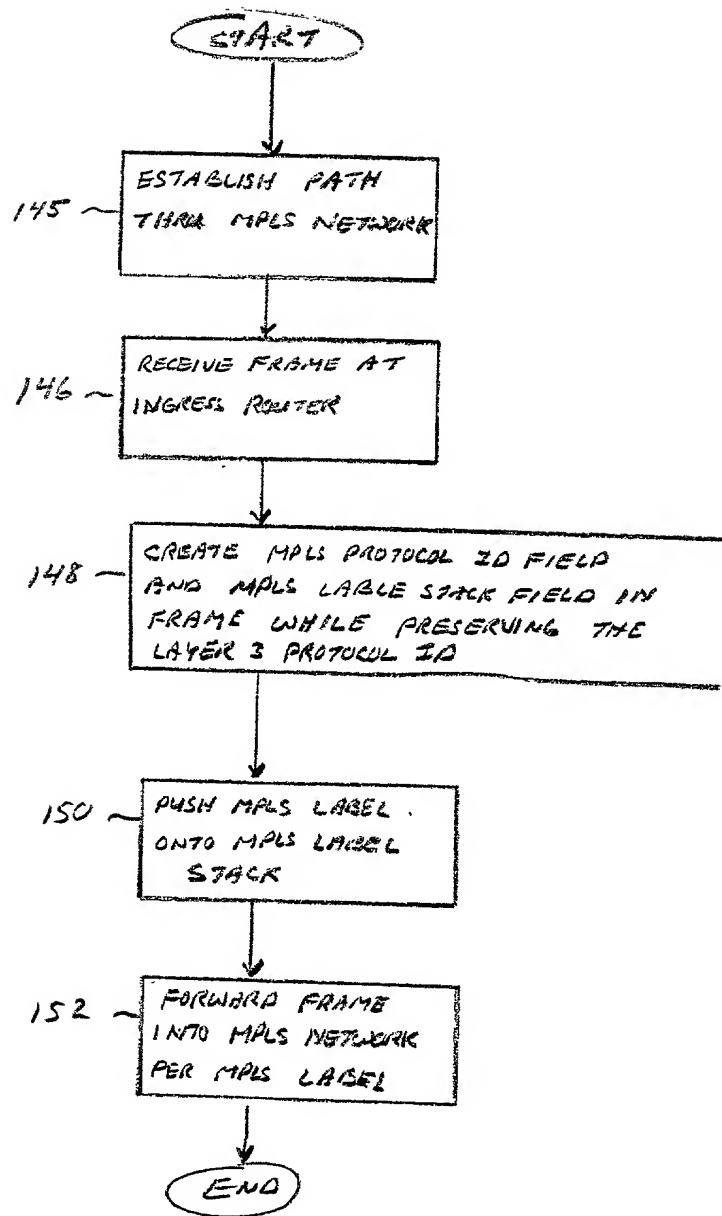 START
145 ~ ESTABLISH PATH
THRU MPLS NETWORK
146 ~ RECEIVE FRAME AT
INGRESS ROUTER
148 ~ CREATE MPLS PROTOCOL ID FIELD
AND MPLS LABLE STACK FIELD IN
FRAME WHILE PRESERVING THE
LAYER 3 PROTOCOL ID
150 ~ PUSH MPLS LABEL
ONTO MPLS LABEL
STACK
152 ~ FORWARD FRAME
INTO MPLS NETWORK
PER MPLS LABEL
END